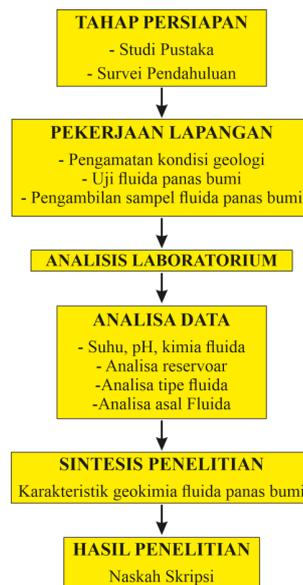 TAHAP PERSIAPAN
- Studi Pustaka
- Survei Pendahuluan
PEKERJAAN LAPANGAN
- Pengamatan kondisi geologi
- Uji fluida panas bumi
- Pengambilan sampel fluida panas bumi
ANALISIS LABORATORIUM
ANALISA DATA
- Suhu, pH, kimia fluida
- Analisa reservoar
-Analisa tipe fluida
-Analisa asal Fluida
SINTESIS PENELITIAN
Karakteristik geokimia fluida panas bumi
HASIL PENELITIAN
Naskah Skripsi